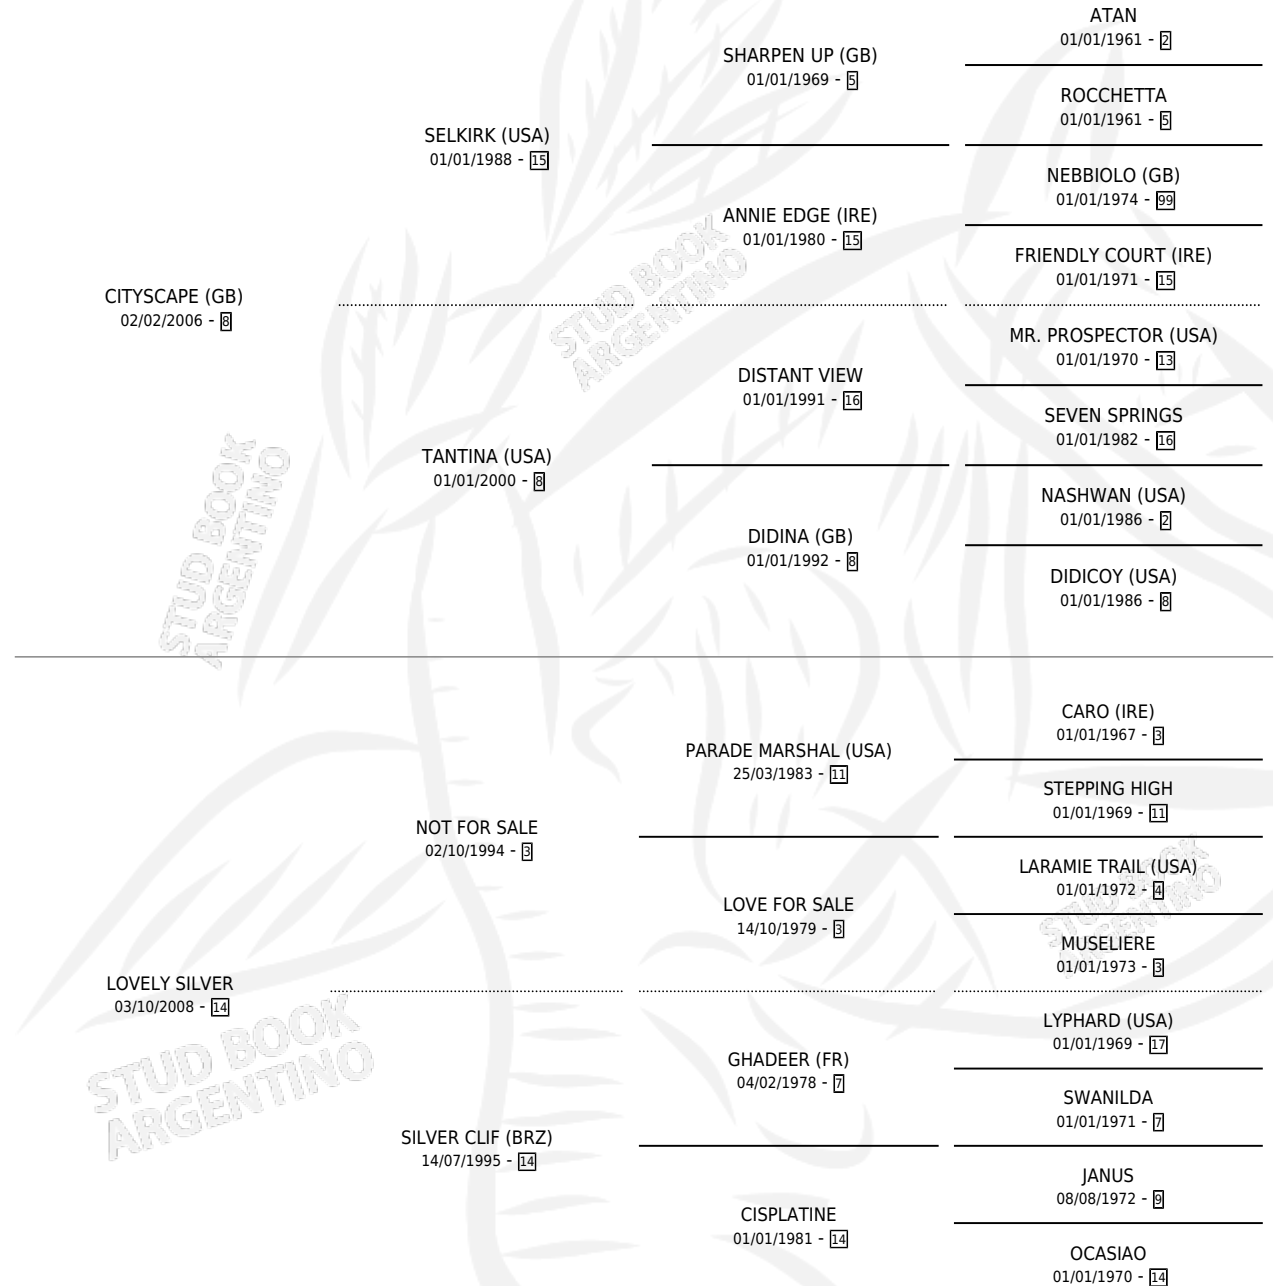 ATAN
01/01/1961 - 2
SHARPEN UP (GB)
01/01/1969 - 5
ROCCHETTA
01/01/1961 - 5
SELKIRK (USA)
01/01/1988 - 15
NEBBIOLO (GB)
01/01/1974 - 99
ANNIE EDGE (IRE)
01/01/1980 - 15
FRIENDLY COURT (IRE)
01/01/1971 - 15
CITYSCAPE (GB)
02/02/2006 - 8
MR. PROSPECTOR (USA)
01/01/1970 - 13
DISTANT VIEW
01/01/1991 - 16
SEVEN SPRINGS
01/01/1982 - 16
TANTINA (USA)
01/01/2000 - 8
NASHWAN (USA)
01/01/1986 - 2
DIDINA (GB)
01/01/1992 - 8
DIDICOY (USA)
01/01/1986 - 8
CARO (IRE)
01/01/1967 - 3
PARADE MARSHAL (USA)
25/03/1983 - 11
STEPPING HIGH
01/01/1969 - 11
NOT FOR SALE
02/10/1994 - 3
LARAMIE TRAIL (USA)
01/01/1972 - 4
LOVE FOR SALE
14/10/1979 - 3
MUSELIERE
01/01/1973 - 3
LOVELY SILVER
03/10/2008 - 14
LYPHARD (USA)
01/01/1969 - 17
GHADEER (FR)
04/02/1978 - 7
SWANILDA
01/01/1971 - 7
SILVER CLIF (BRZ)
14/07/1995 - 14
JANUS
08/08/1972 - 9
CISPLATINE
01/01/1981 - 14
OCASIAO
01/01/1970 - 14
STUD BOOK
ARGENTINO
STUD BOOK
ARGENTINO
STUD BOOK
ARGENTINO
STUD BOOK
ARGENTINO